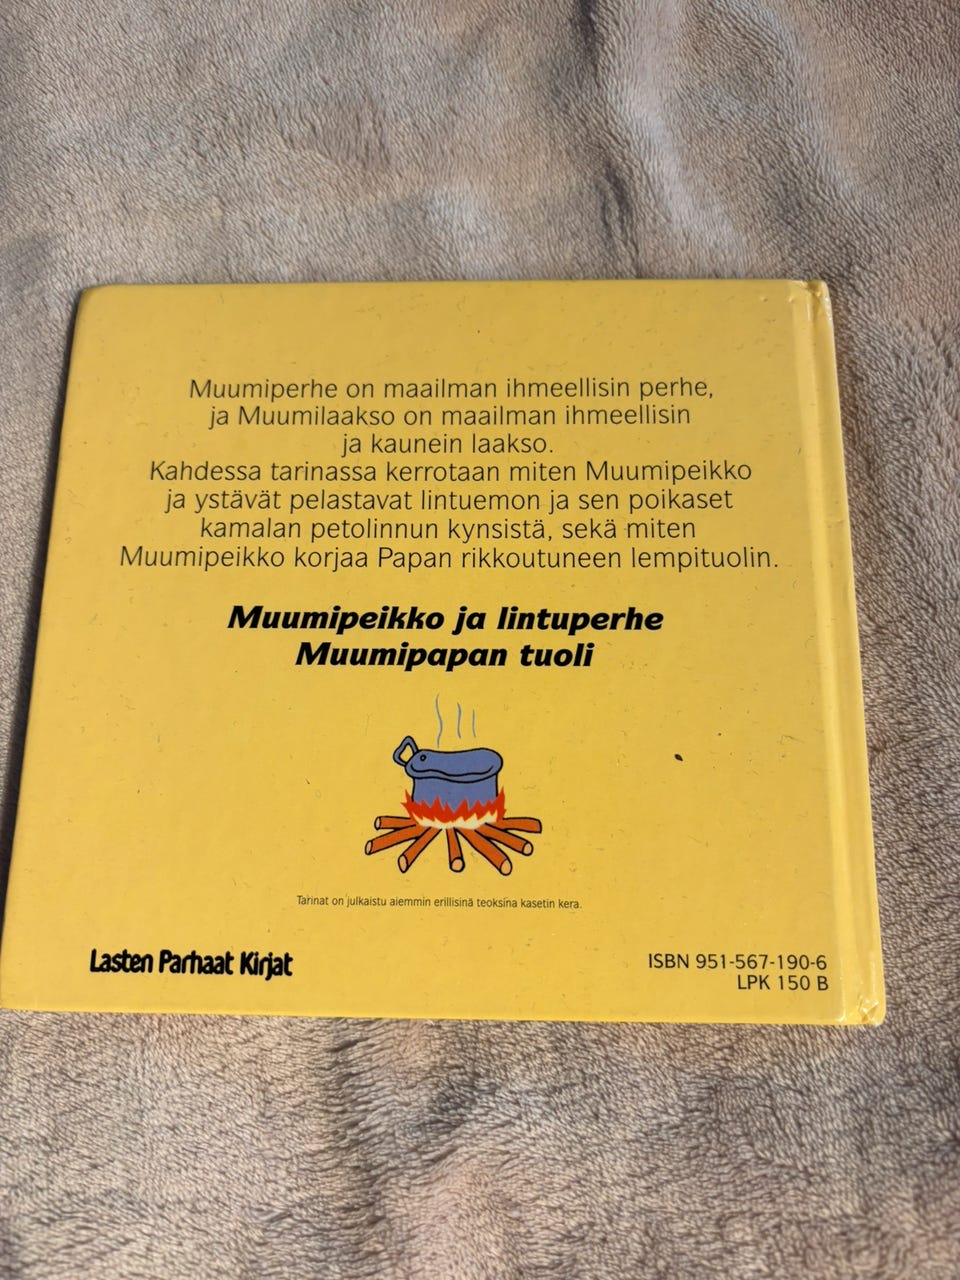 Muumiperhe on maailman ihmeellisin perhe,
ja Muumilaakso on maailman ihmeellisin
ja kaunein laakso.
Kahdessa tarinassa kerrotaan miten Muumipeikko
ja ystävät pelastavat lintuemon ja sen poikaset
kamalan petolinnun kynsistä, sekä miten
Muumipeikko korjaa Papan rikkoutuneen lempituolin.
Muumipeikko ja lintuperhe
Muumipapan tuoli
Tarinat on julkaistu aiemmin erillisinä teoksina kasetin kera.
Lasten Parhaat Kirjat
ISBN 951-567-190-6
LPK 150 B